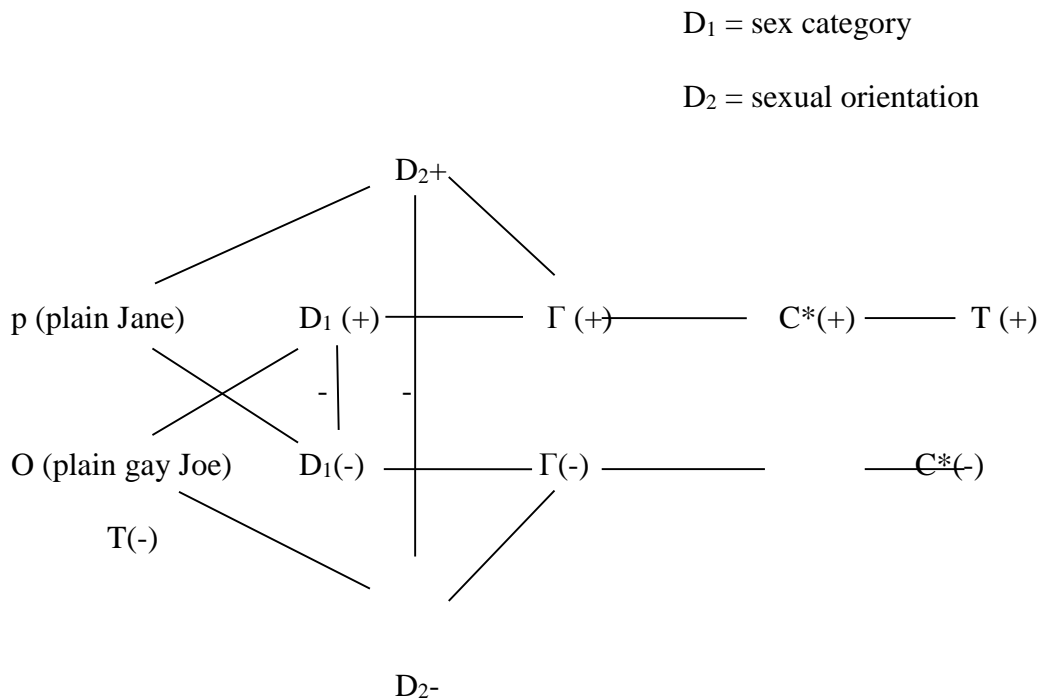 D₁ = sex category
D₂ = sexual orientation
D₂+
p (plain Jane) D₁ (+) Γ (+) C*(+) T (+)
- -
O (plain gay Joe) D₁(-) Γ(-) C*(-)
T(-)
D₂-